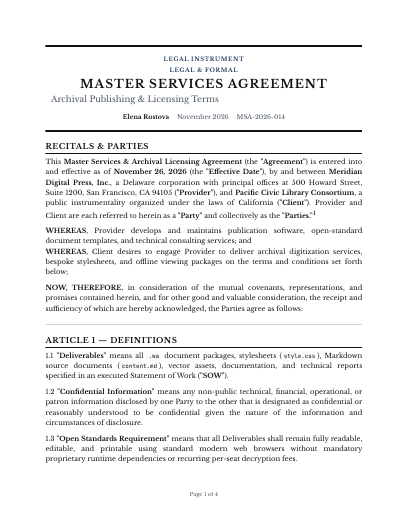 LEGAL INSTRUMENT
LEGAL & FORMAL
MASTER SERVICES AGREEMENT
Archival Publishing & Licensing Terms
Elena Rostova November 2026 MSA-2026-014
RECITALS & PARTIES
This Master Services & Archival Licensing Agreement (the "Agreement") is entered into
and effective as of November 26, 2026 (the "Effective Date"), by and between Meridian
Digital Press, Inc., a Delaware corporation with principal offices at 500 Howard Street,
Suite 1200, San Francisco, CA 94105 ("Provider"), and Pacific Civic Library Consortium, a
public instrumentality organized under the laws of California ("Client"). Provider and
Client are each referred to herein as a "Party" and collectively as the "Parties."1
WHEREAS, Provider develops and maintains publication software, open-standard
document templates, and technical consulting services; and
WHEREAS, Client desires to engage Provider to deliver archival digitization services,
bespoke stylesheets, and offline viewing packages on the terms and conditions set forth
below;
NOW, THEREFORE, in consideration of the mutual covenants, representations, and
promises contained herein, and for other good and valuable consideration, the receipt and
sufficiency of which are hereby acknowledged, the Parties agree as follows:
ARTICLE 1 — DEFINITIONS
1.1 "Deliverables" means all .ma document packages, stylesheets (style.css), Markdown
source documents (content.md), vector assets, documentation, and technical reports
specified in an executed Statement of Work ("SOW").
1.2 "Confidential Information" means any non-public technical, financial, operational, or
patron information disclosed by one Party to the other that is designated as confidential or
reasonably understood to be confidential given the nature of the information and
circumstances of disclosure.
1.3 "Open Standards Requirement" means that all Deliverables shall remain fully readable,
editable, and printable using standard modern web browsers without mandatory
proprietary runtime dependencies or recurring per-seat decryption fees.
Page 1 of 4